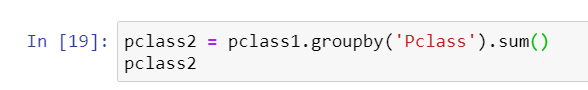 In [19]: pclass2 = pclass1.groupby('Pclass').sum()
pclass2